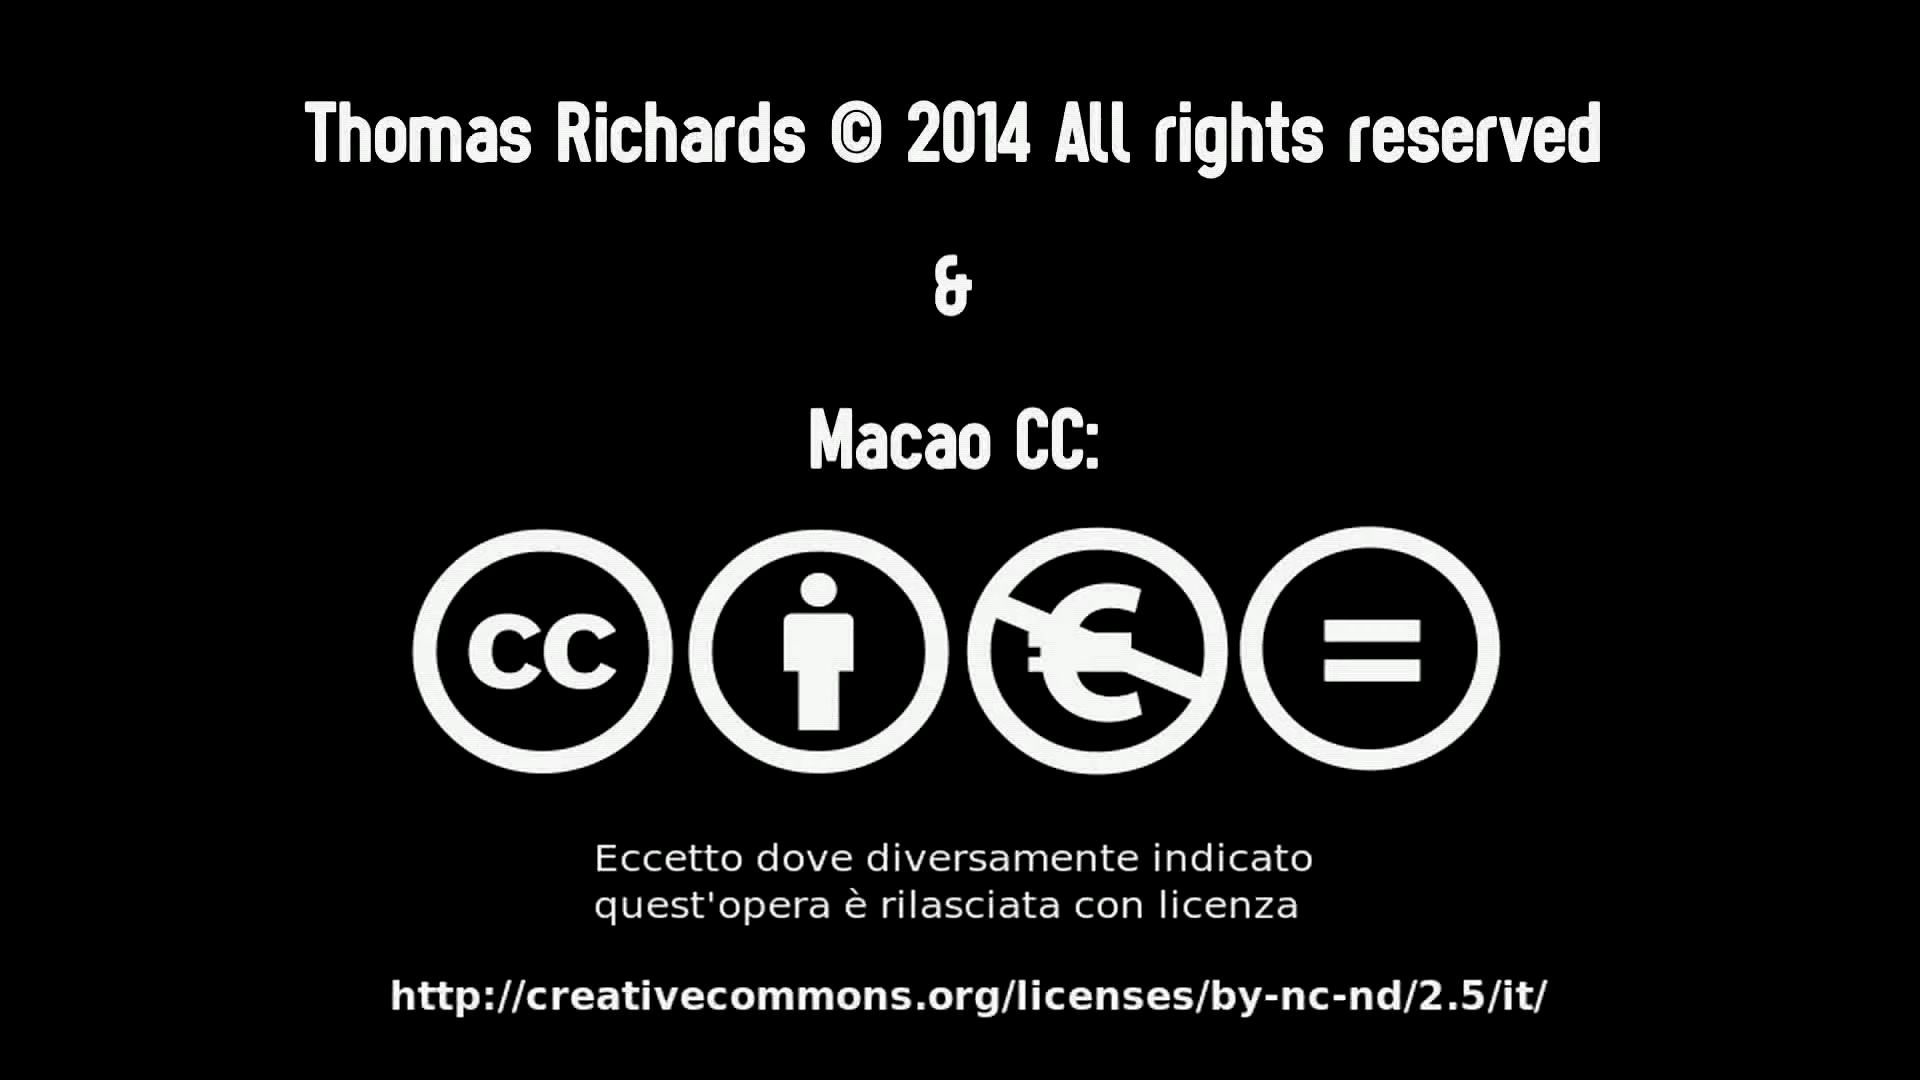 Thomas Richards © 2014 All rights reserved
&
Macao CC:
cc € =
Eccetto dove diversamente indicato
quest'opera è rilasciata con licenza
http://creativecommons.org/licenses/by-nc-nd/2.5/it/